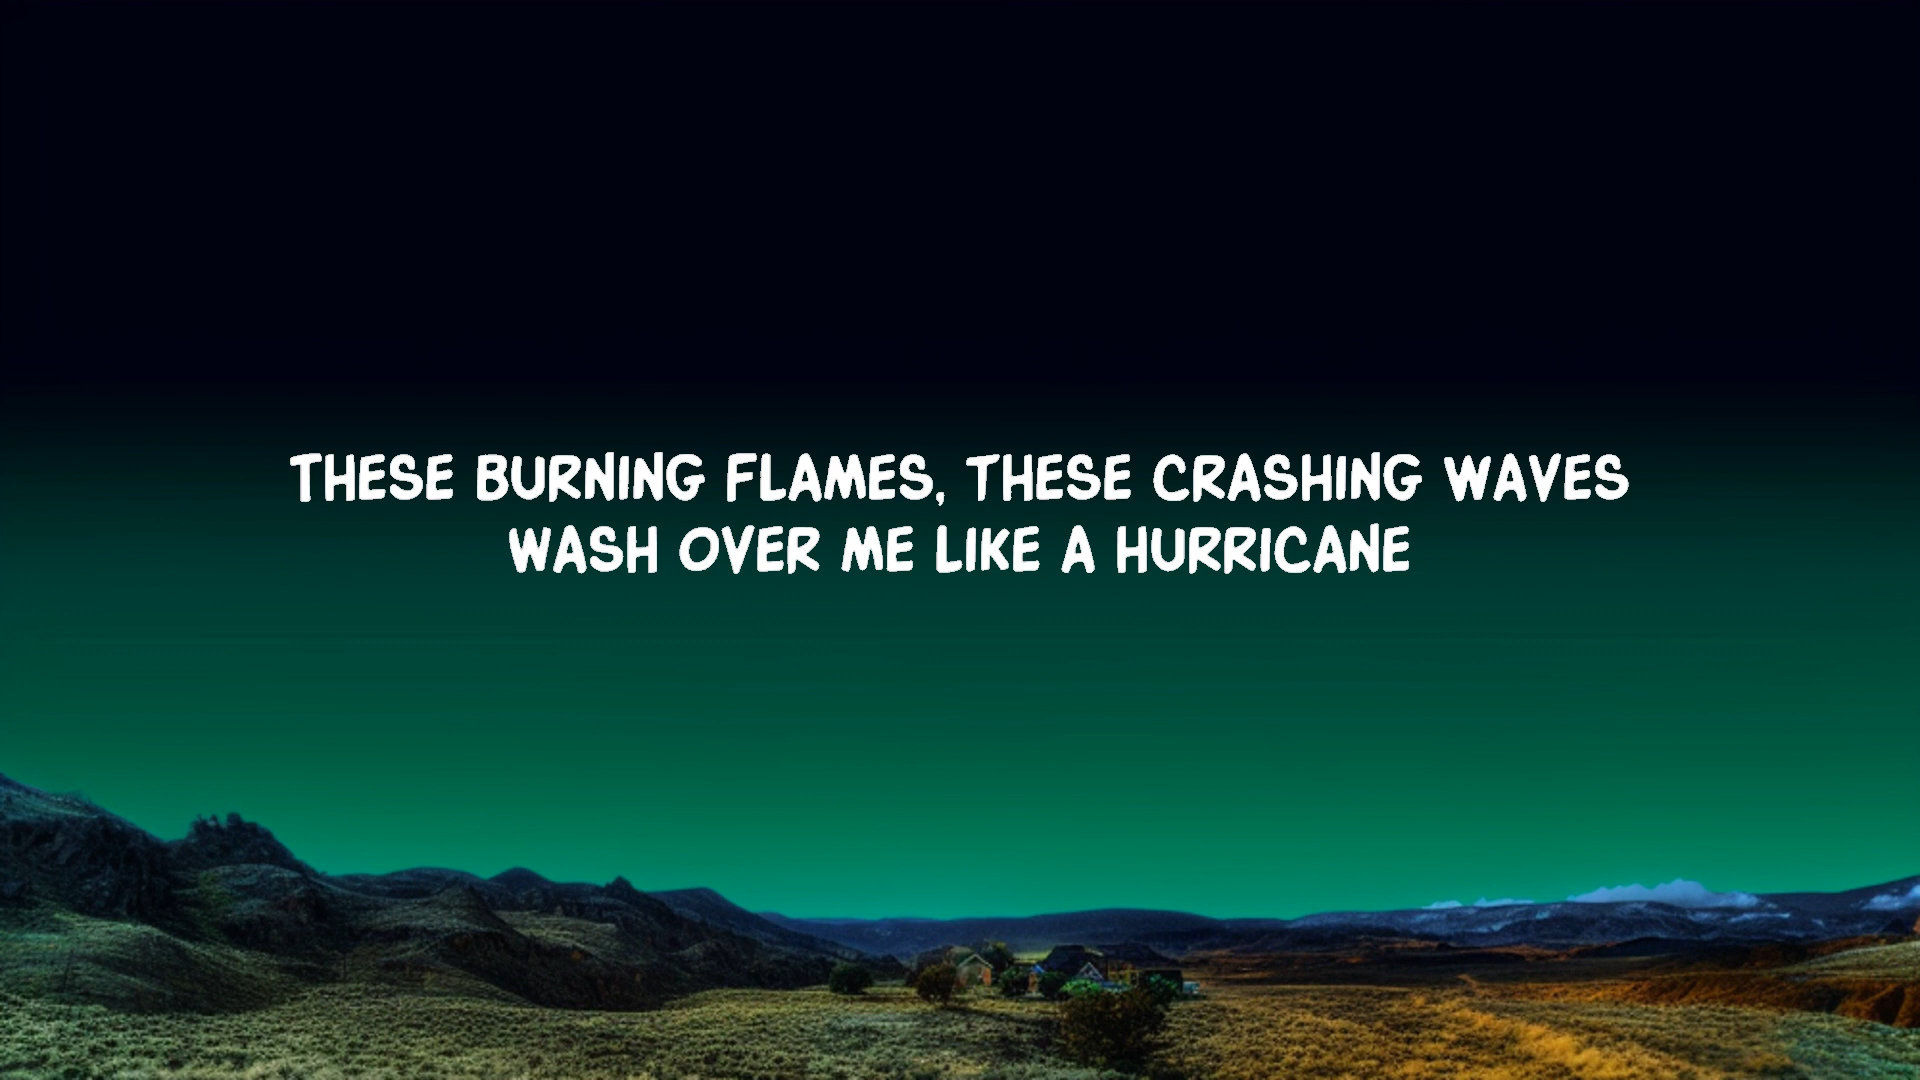 THESE BURNING FLAMES, THESE CRASHING WAVES
WASH OVER ME LIKE A HURRICANE